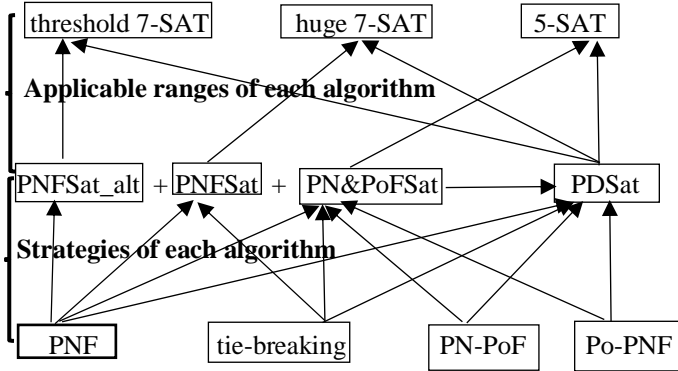 threshold 7-SAT huge 7-SAT 5-SAT
Applicable ranges of each algorithm
PNFSat_alt + PNFSat + PN&PoFSat PDSat
Strategies of each algorithm
PNF tie-breaking PN-PoF Po-PNF